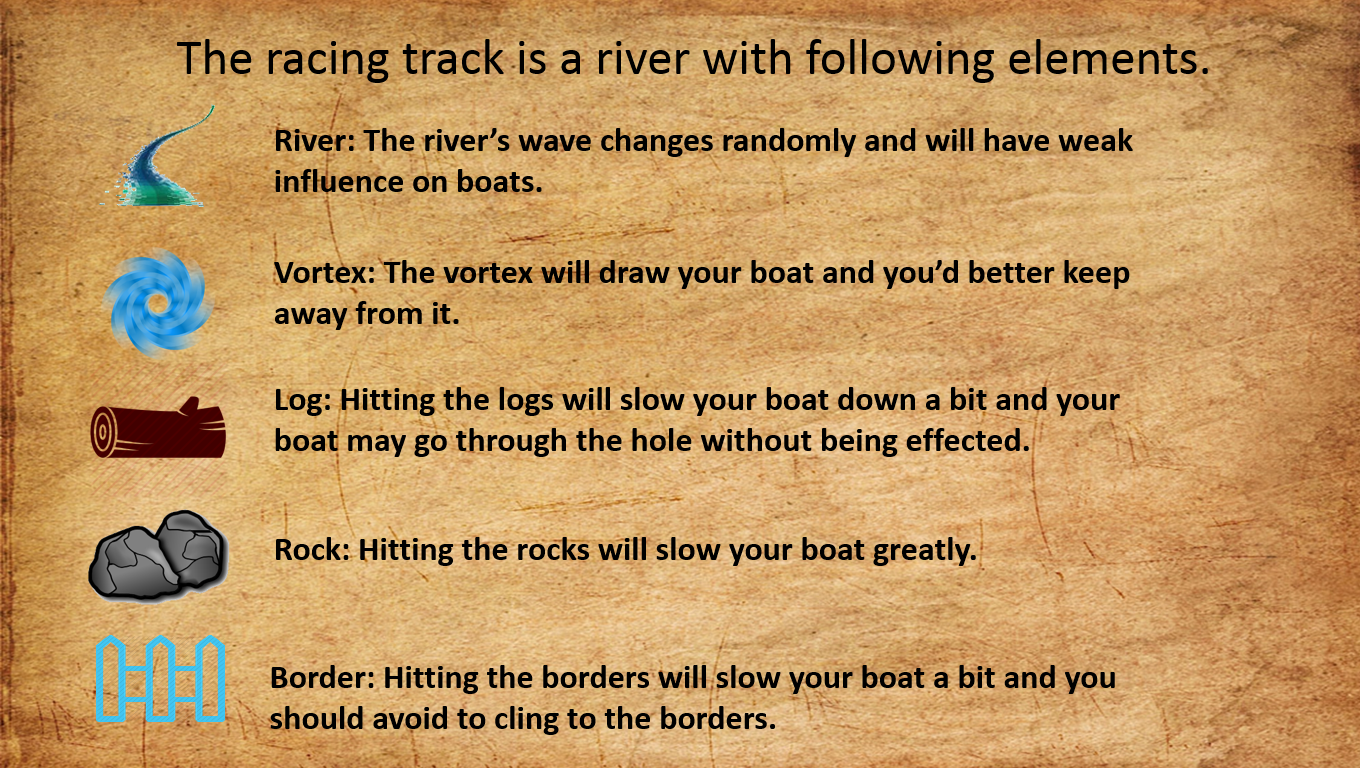 The racing track is a river with following elements.
River: The river’s wave changes randomly and will have weak
influence on boats.
Vortex: The vortex will draw your boat and you’d better keep
away from it.
Log: Hitting the logs will slow your boat down a bit and your
boat may go through the hole without being effected.
Rock: Hitting the rocks will slow your boat greatly.
Border: Hitting the borders will slow your boat a bit and you
should avoid to cling to the borders.